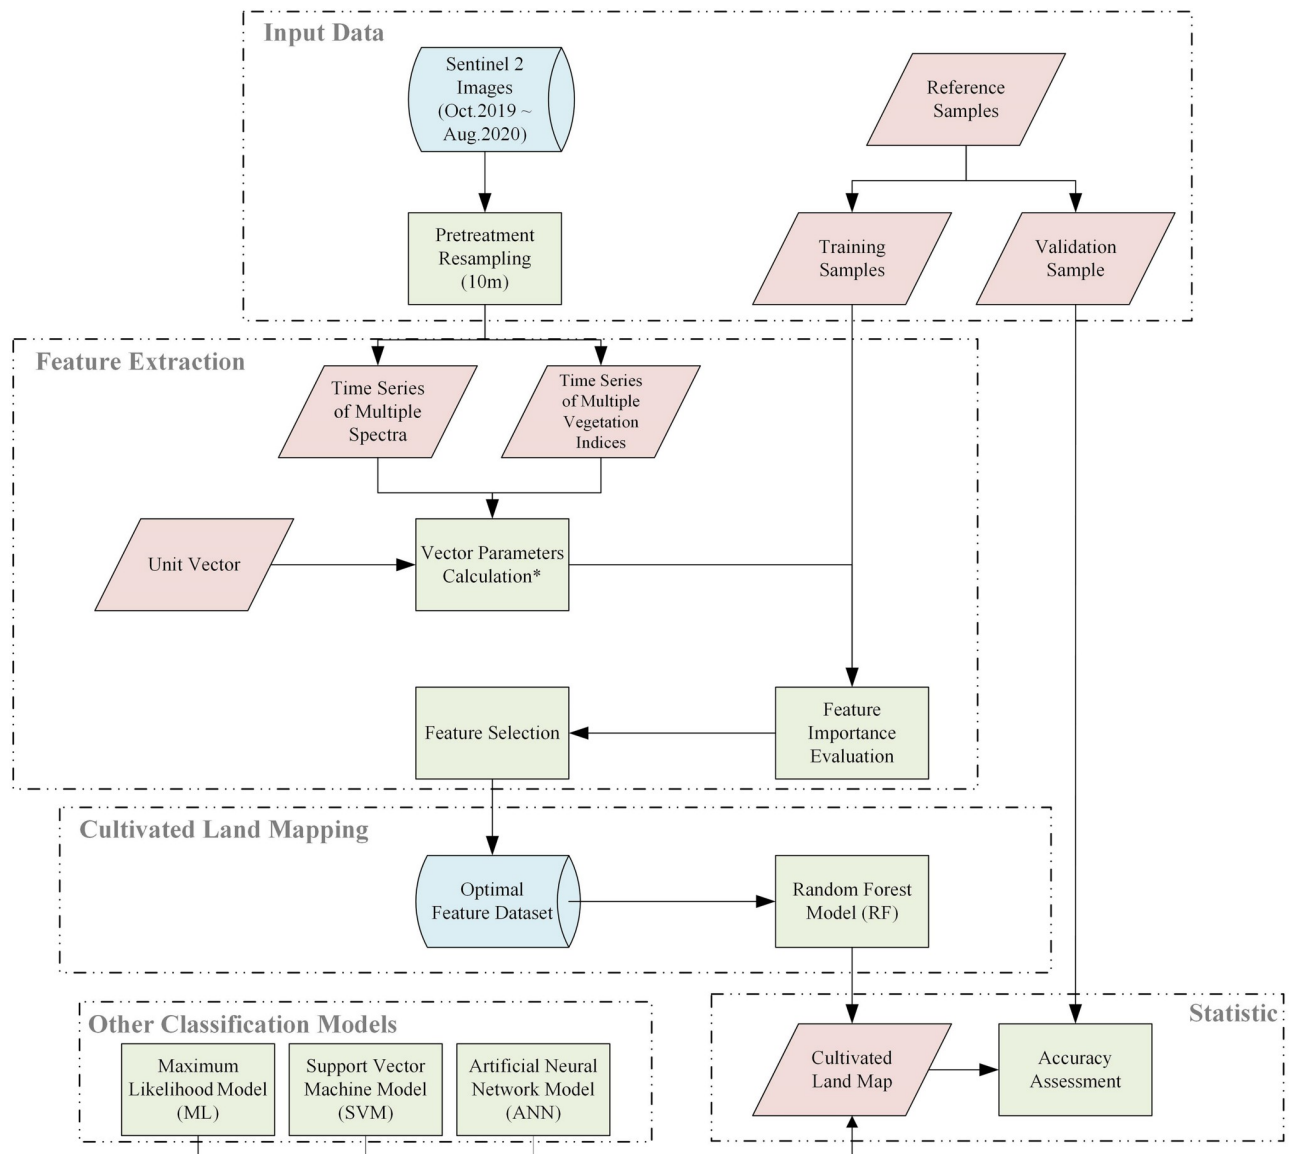 Input Data
Sentinel 2
Images
(Oct.2019 ~
Aug.2020)
Reference
Samples
Pretreatment
Resampling
(10m)
Training
Samples
Validation
Sample
Feature Extraction
Time Series
of Multiple
Spectra
Time Series
of Multiple
Vegetation
Indices
Unit Vector
Vector Parameters
Calculation*
Feature Selection
Feature
Importance
Evaluation
Cultivated Land Mapping
Optimal
Feature Dataset
Random Forest
Model (RF)
Other Classification Models
Maximum
Likelihood Model
(ML)
Support Vector
Machine Model
(SVM)
Artificial Neural
Network Model
(ANN)
Statistic
Cultivated
Land Map
Accuracy
Assessment